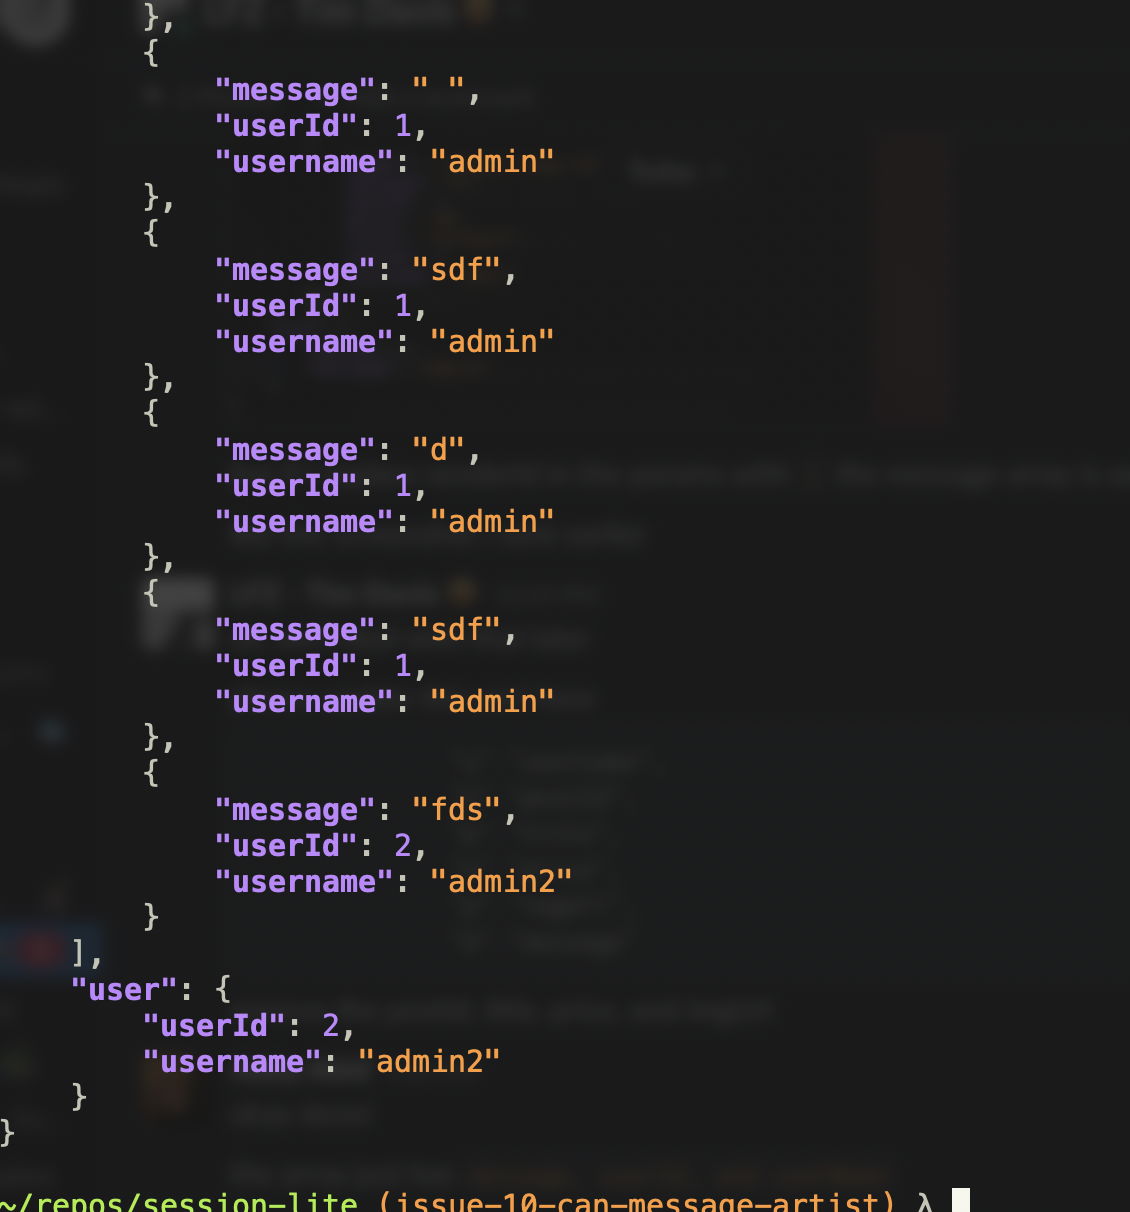 },
{
"message": " ",
"userId": 1,
"username": "admin"
},
{
"message": "sdf",
"userId": 1,
"username": "admin"
},
{
"message": "d",
"userId": 1,
"username": "admin"
},
{
"message": "sdf",
"userId": 1,
"username": "admin"
},
{
"message": "fds",
"userId": 2,
"username": "admin2"
}
],
"user": {
"userId": 2,
"username": "admin2"
}
}
~/repos/session-lite (issue-10-can-message-artist) λ